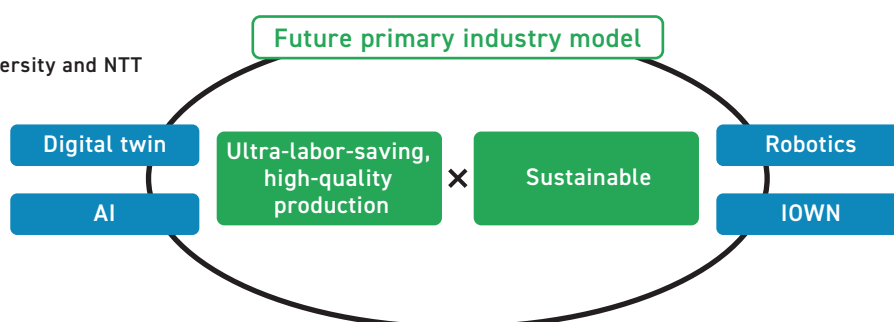 Future primary industry model
ersity and NTT
Digital twin
Ultra-labor-saving,
high-quality
production
×
Sustainable
Robotics
AI
IOWN